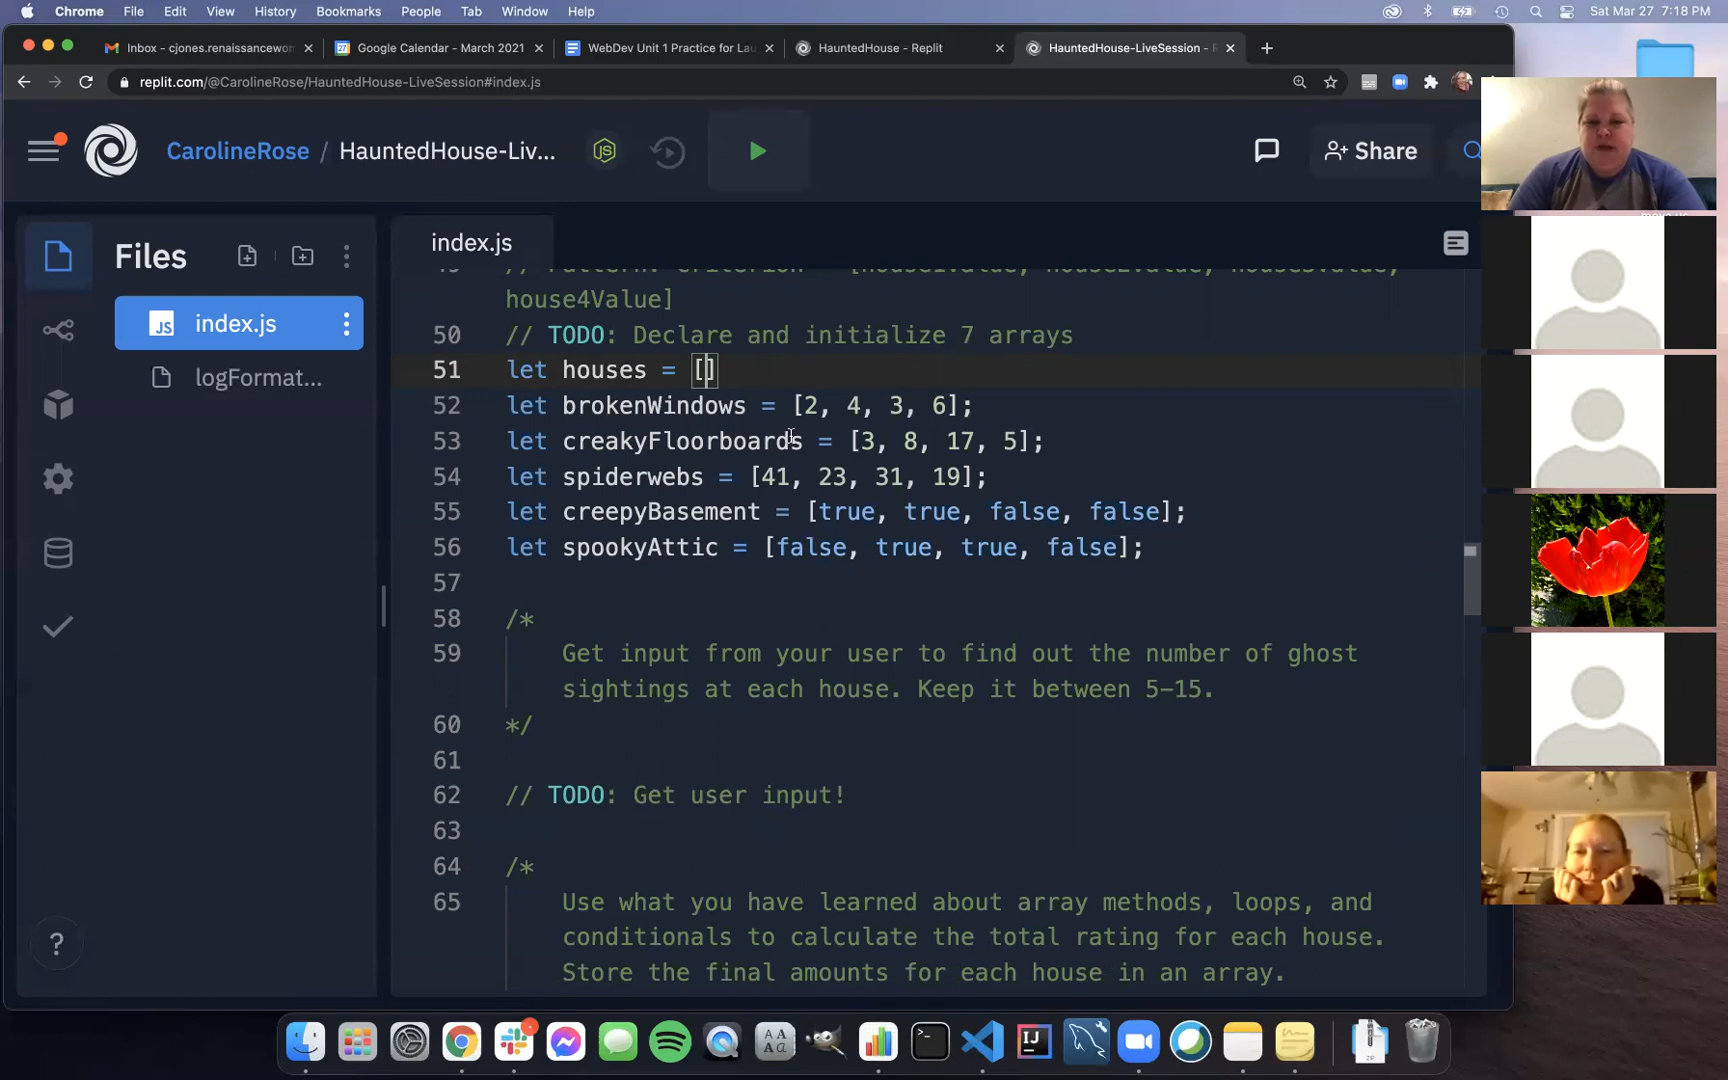 Chrome File Edit View History Bookmarks People Tab Window Help Sat Mar 27 7:18 PM
Inbox - cjones.renaissancewon Google Calendar - March 2021 WebDev Unit 1 Practice for Lau HauntedHouse - Replit HauntedHouse-LiveSession - R
replit.com/@CarolineRose/HauntedHouse-LiveSession#index.js
CarolineRose / HauntedHouse-Liv... JS Share
Files
index.js
JS index.js
logFormat...
house4Value]
50 // TODO: Declare and initialize 7 arrays
51 let houses = []
52 let brokenWindows = [2, 4, 3, 6];
53 let creakyFloorboards = [3, 8, 17, 5];
54 let spiderwebs = [41, 23, 31, 19];
55 let creepyBasement = [true, true, false, false];
56 let spookyAttic = [false, true, true, false];
57
58 /*
59 Get input from your user to find out the number of ghost
sightings at each house. Keep it between 5-15.
60 */
61
62 // TODO: Get user input!
63
64 /*
65 Use what you have learned about array methods, loops, and
conditionals to calculate the total rating for each house.
Store the final amounts for each house in an array.
?